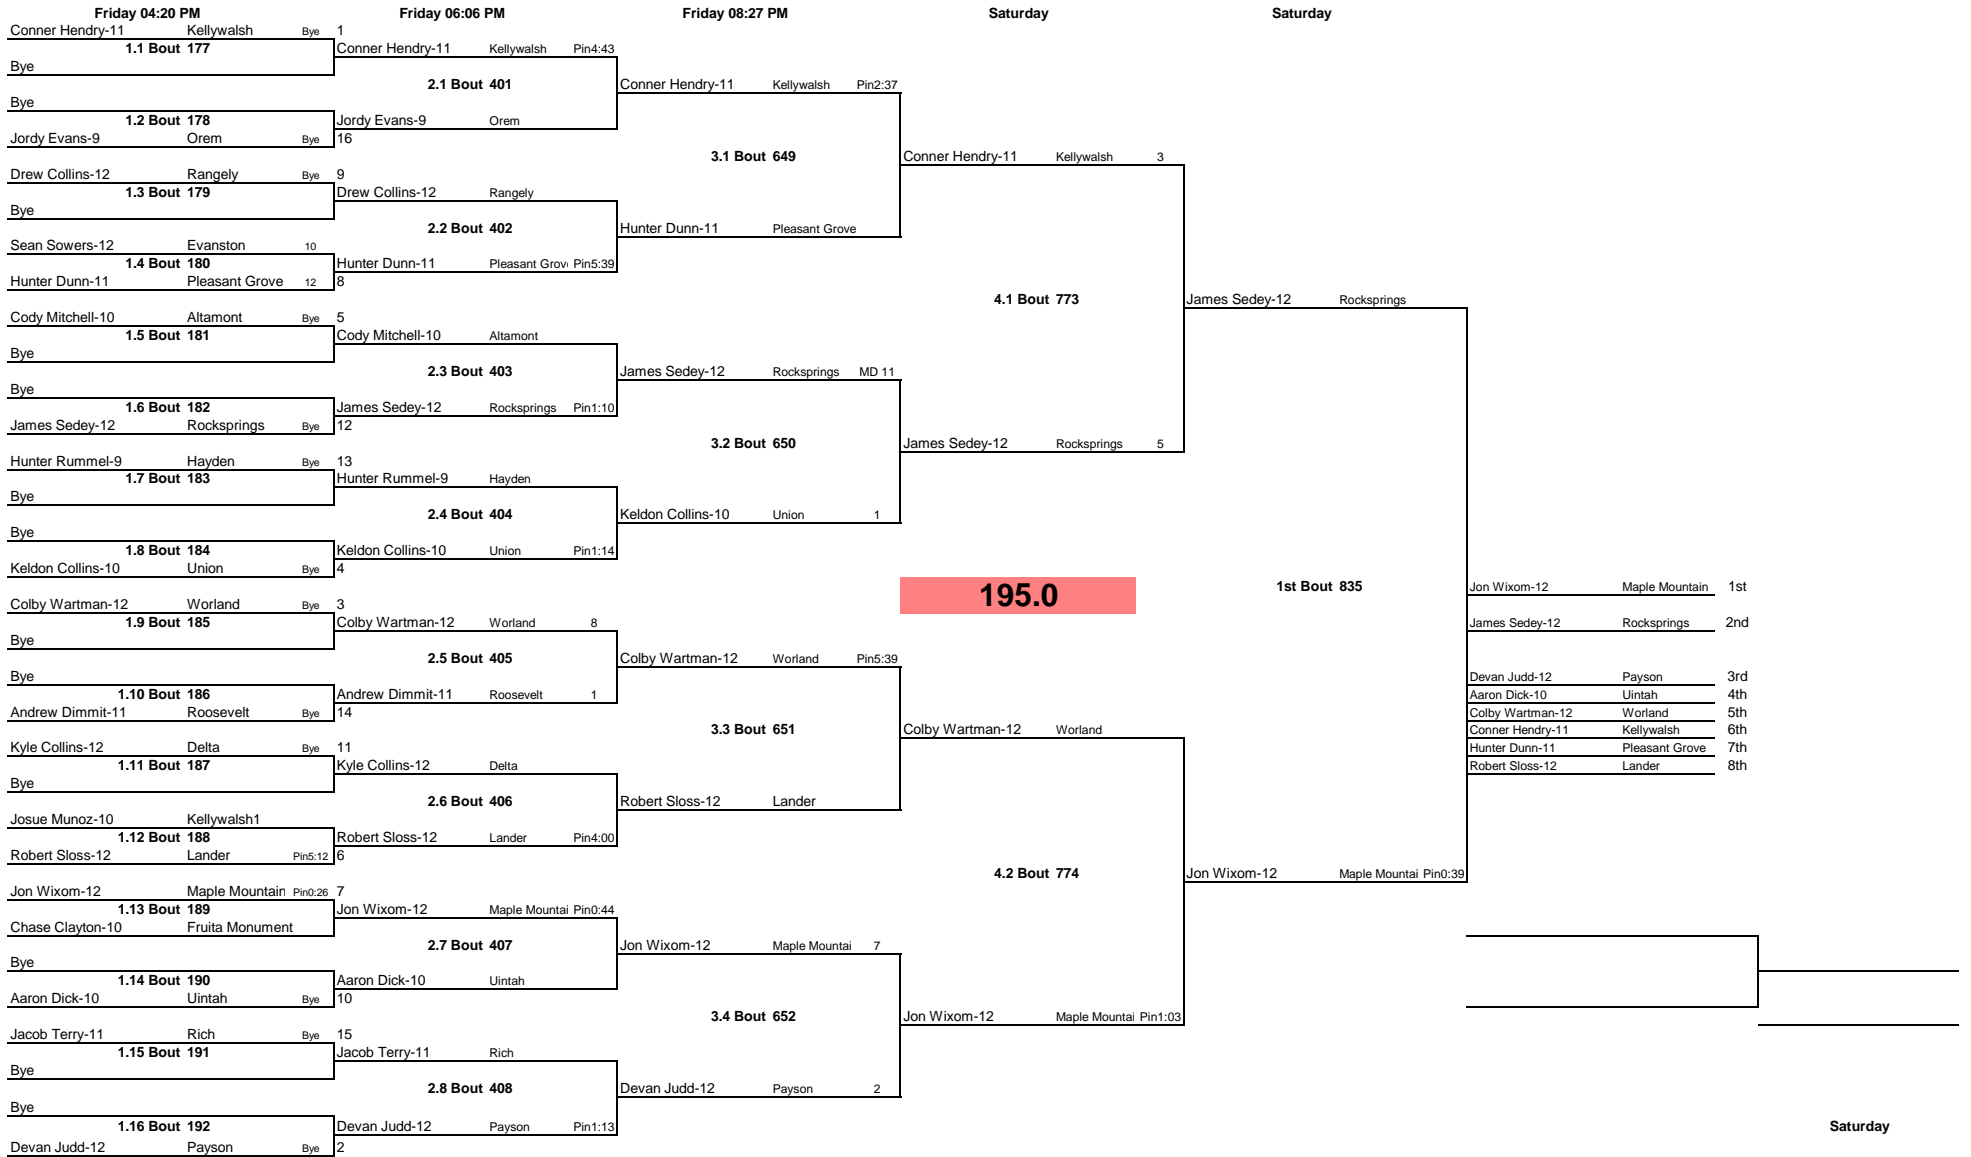 Friday 04:20 PM Friday 06:06 PM Friday 08:27 PM Saturday Saturday
Conner Hendry-11 Kellywalsh Bye 1
1.1 Bout 177 Conner Hendry-11 Kellywalsh Pin4:43
Bye
2.1 Bout 401 Conner Hendry-11 Kellywalsh Pin2:37
Bye
1.2 Bout 178 Jordy Evans-9 Orem
Jordy Evans-9 Orem Bye 16
3.1 Bout 649 Conner Hendry-11 Kellywalsh 3
Drew Collins-12 Rangely Bye 9
1.3 Bout 179 Drew Collins-12 Rangely
Bye
2.2 Bout 402 Hunter Dunn-11 Pleasant Grove
Sean Sowers-12 Evanston 10
1.4 Bout 180 Hunter Dunn-11 Pleasant Grov Pin5:39
Hunter Dunn-11 Pleasant Grove 12 8
4.1 Bout 773 James Sedey-12 Rocksprings
Cody Mitchell-10 Altamont Bye 5
1.5 Bout 181 Cody Mitchell-10 Altamont
Bye
2.3 Bout 403 James Sedey-12 Rocksprings MD 11
Bye
1.6 Bout 182 James Sedey-12 Rocksprings Pin1:10
James Sedey-12 Rocksprings Bye 12
3.2 Bout 650 James Sedey-12 Rocksprings 5
Hunter Rummel-9 Hayden Bye 13
1.7 Bout 183 Hunter Rummel-9 Hayden
Bye
2.4 Bout 404 Keldon Collins-10 Union 1
Bye
1.8 Bout 184 Keldon Collins-10 Union Pin1:14
Keldon Collins-10 Union Bye 4
195.0 1st Bout 835 Jon Wixom-12 Maple Mountain 1st
Colby Wartman-12 Worland Bye 3
1.9 Bout 185 Colby Wartman-12 Worland 8 James Sedey-12 Rocksprings 2nd
Bye
2.5 Bout 405 Colby Wartman-12 Worland Pin5:39
Bye Devan Judd-12 Payson 3rd
1.10 Bout 186 Andrew Dimmit-11 Roosevelt 1 Aaron Dick-10 Uintah 4th
Andrew Dimmit-11 Roosevelt Bye 14 Colby Wartman-12 Worland 5th
3.3 Bout 651 Colby Wartman-12 Worland Conner Hendry-11 Kellywalsh 6th
Kyle Collins-12 Delta Bye 11 Hunter Dunn-11 Pleasant Grove 7th
1.11 Bout 187 Kyle Collins-12 Delta Robert Sloss-12 Lander 8th
Bye
2.6 Bout 406 Robert Sloss-12 Lander
Josue Munoz-10 Kellywalsh1
1.12 Bout 188 Robert Sloss-12 Lander Pin4:00
Robert Sloss-12 Lander Pin5:12 6
4.2 Bout 774 Jon Wixom-12 Maple Mountai Pin0:39
Jon Wixom-12 Maple Mountain Pin0:26 7
1.13 Bout 189 Jon Wixom-12 Maple Mountai Pin0:44
Chase Clayton-10 Fruita Monument
2.7 Bout 407 Jon Wixom-12 Maple Mountai 7
Bye
1.14 Bout 190 Aaron Dick-10 Uintah
Aaron Dick-10 Uintah Bye 10
3.4 Bout 652 Jon Wixom-12 Maple Mountai Pin1:03
Jacob Terry-11 Rich Bye 15
1.15 Bout 191 Jacob Terry-11 Rich
Bye
2.8 Bout 408 Devan Judd-12 Payson 2
Bye
1.16 Bout 192 Devan Judd-12 Payson Pin1:13 Saturday
Devan Judd-12 Payson Bye 2